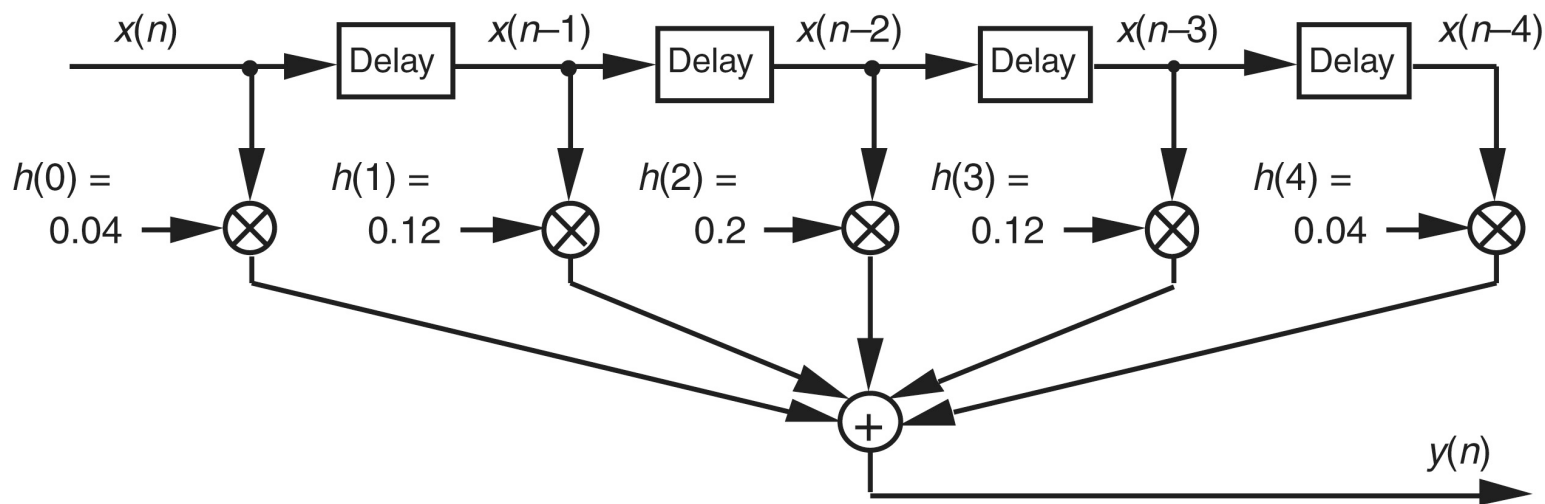 x(n) x(n–1) x(n–2) x(n–3) x(n–4)
Delay Delay Delay Delay
h(0) = h(1) = h(2) = h(3) = h(4) =
0.04 0.12 0.2 0.12 0.04
+
y(n)